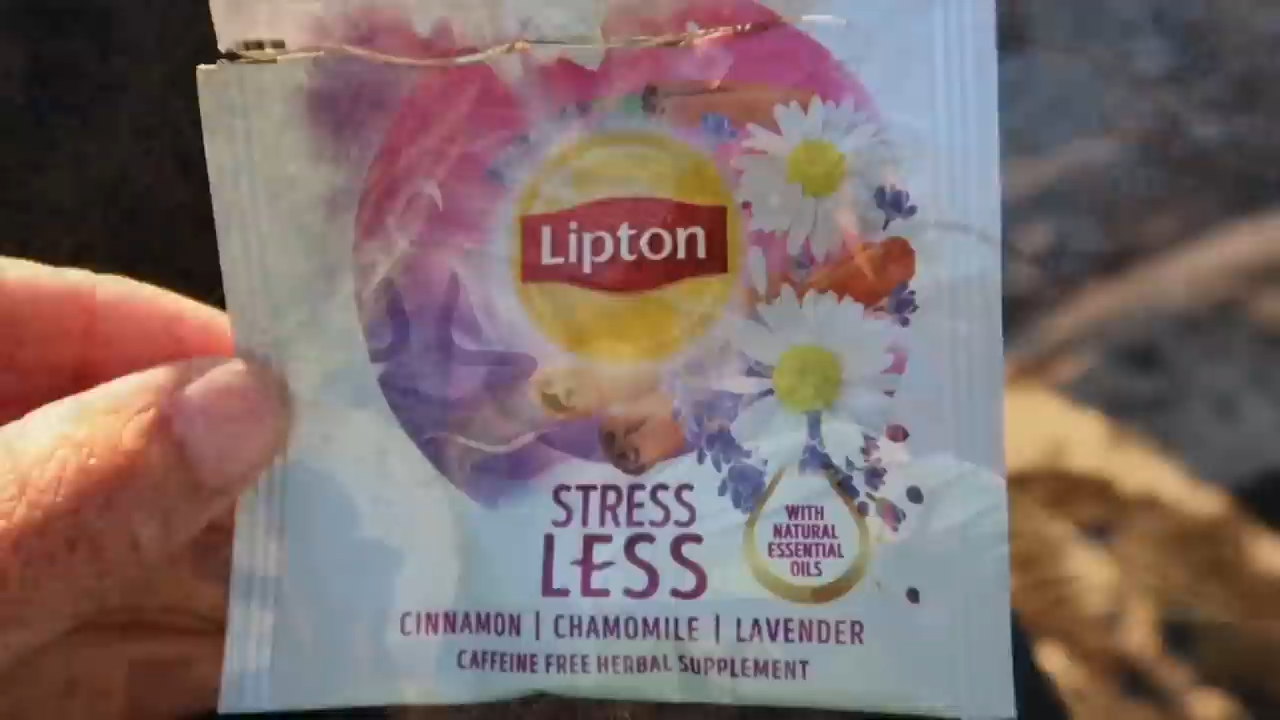 Lipton
STRESS
LESS
WITH
NATURAL
ESSENTIAL
OILS
CINNAMON | CHAMOMILE | LAVENDER
CAFFEINE FREE HERBAL SUPPLEMENT